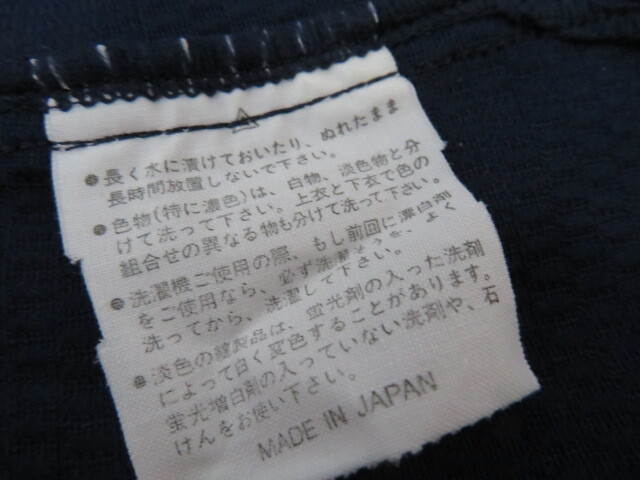 ●長く水に漬けておいたり、ぬれたまま
長時間放置しないで下さい。
●色物(特に濃色)は、白物、淡色物と分
けて洗って下さい。上衣と下衣で色の
組合せの異なる物も分けて洗って下さい。
●洗濯機ご使用の際、もし前回に漂白剤
をご使用なら、必ず洗濯そうを、よく
洗ってから、洗濯して下さい。
●淡色の縫製品は、蛍光剤の入った洗剤
によって白く変色することがあります。
蛍光増白剤の入っていない洗剤や、石
けんをお使い下さい。
MADE IN JAPAN